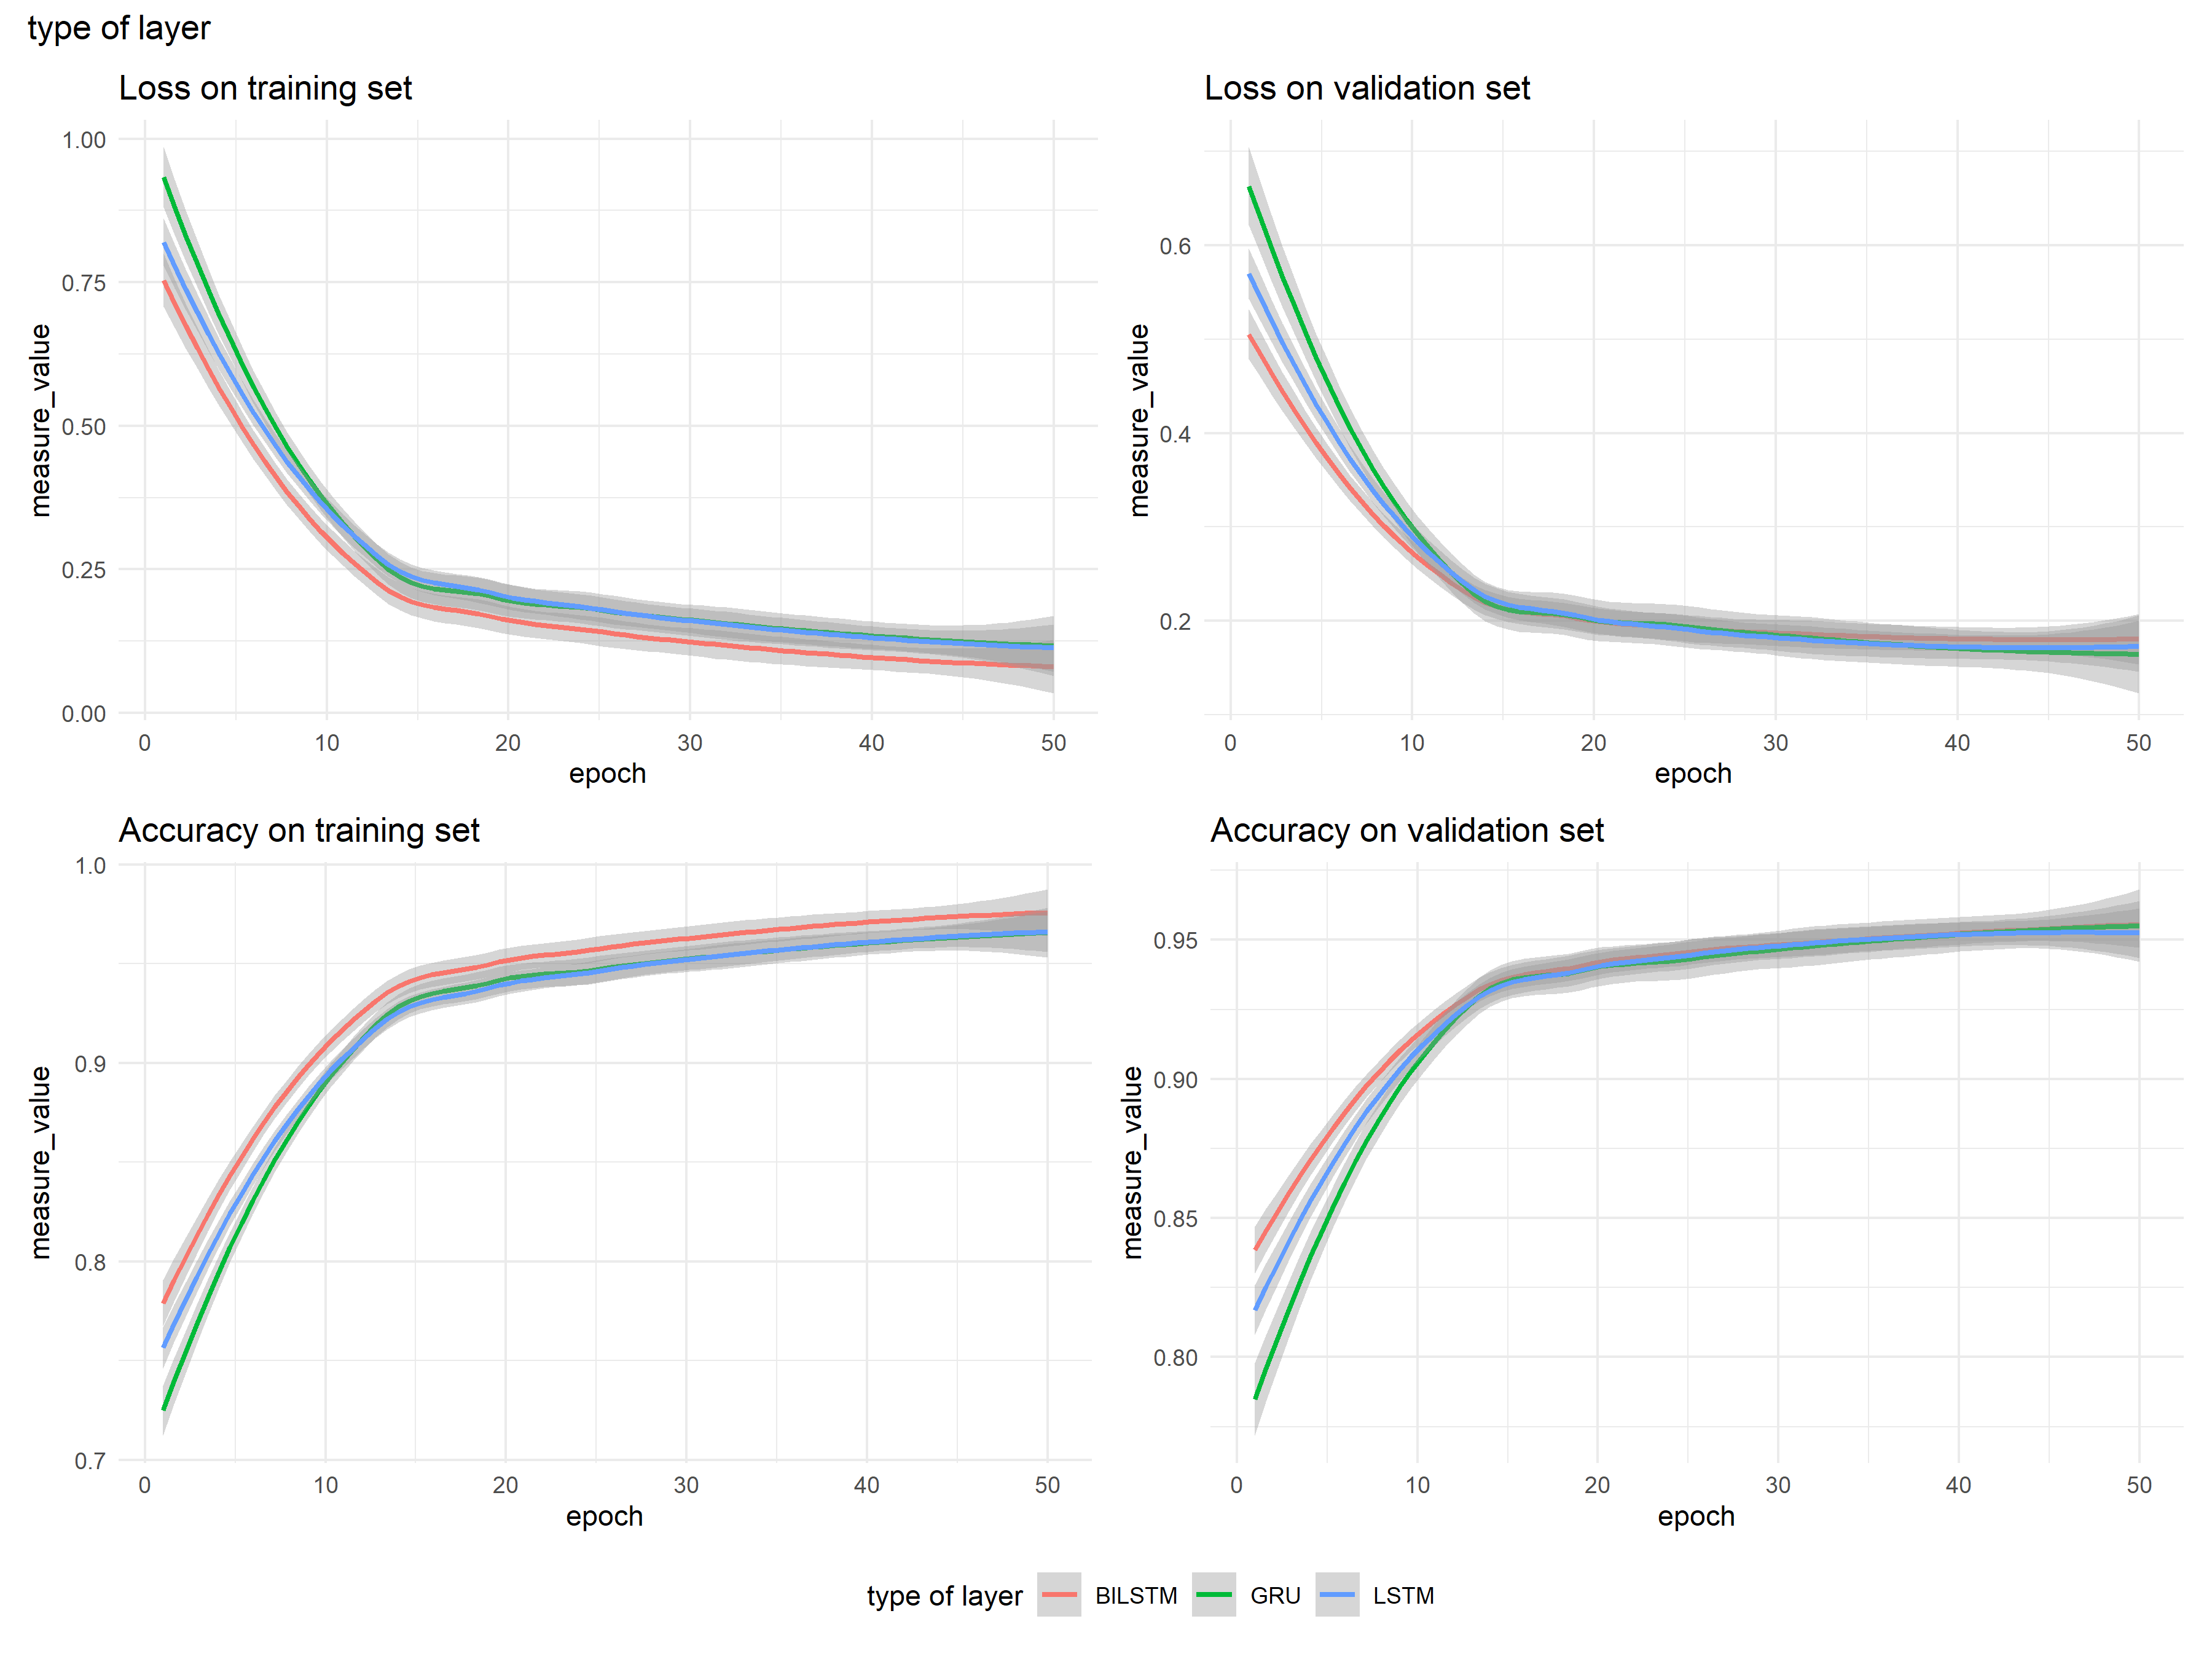 type of layer
Loss on training set
Loss on validation set
measure_value
1.00
0.75
0.50
0.25
0.00
0 10 20 30 40 50
epoch
measure_value
0.6
0.4
0.2
0 10 20 30 40 50
epoch
Accuracy on training set
Accuracy on validation set
measure_value
1.0
0.9
0.8
0.7
0 10 20 30 40 50
epoch
measure_value
0.95
0.90
0.85
0.80
0 10 20 30 40 50
epoch
type of layer BILSTM GRU LSTM